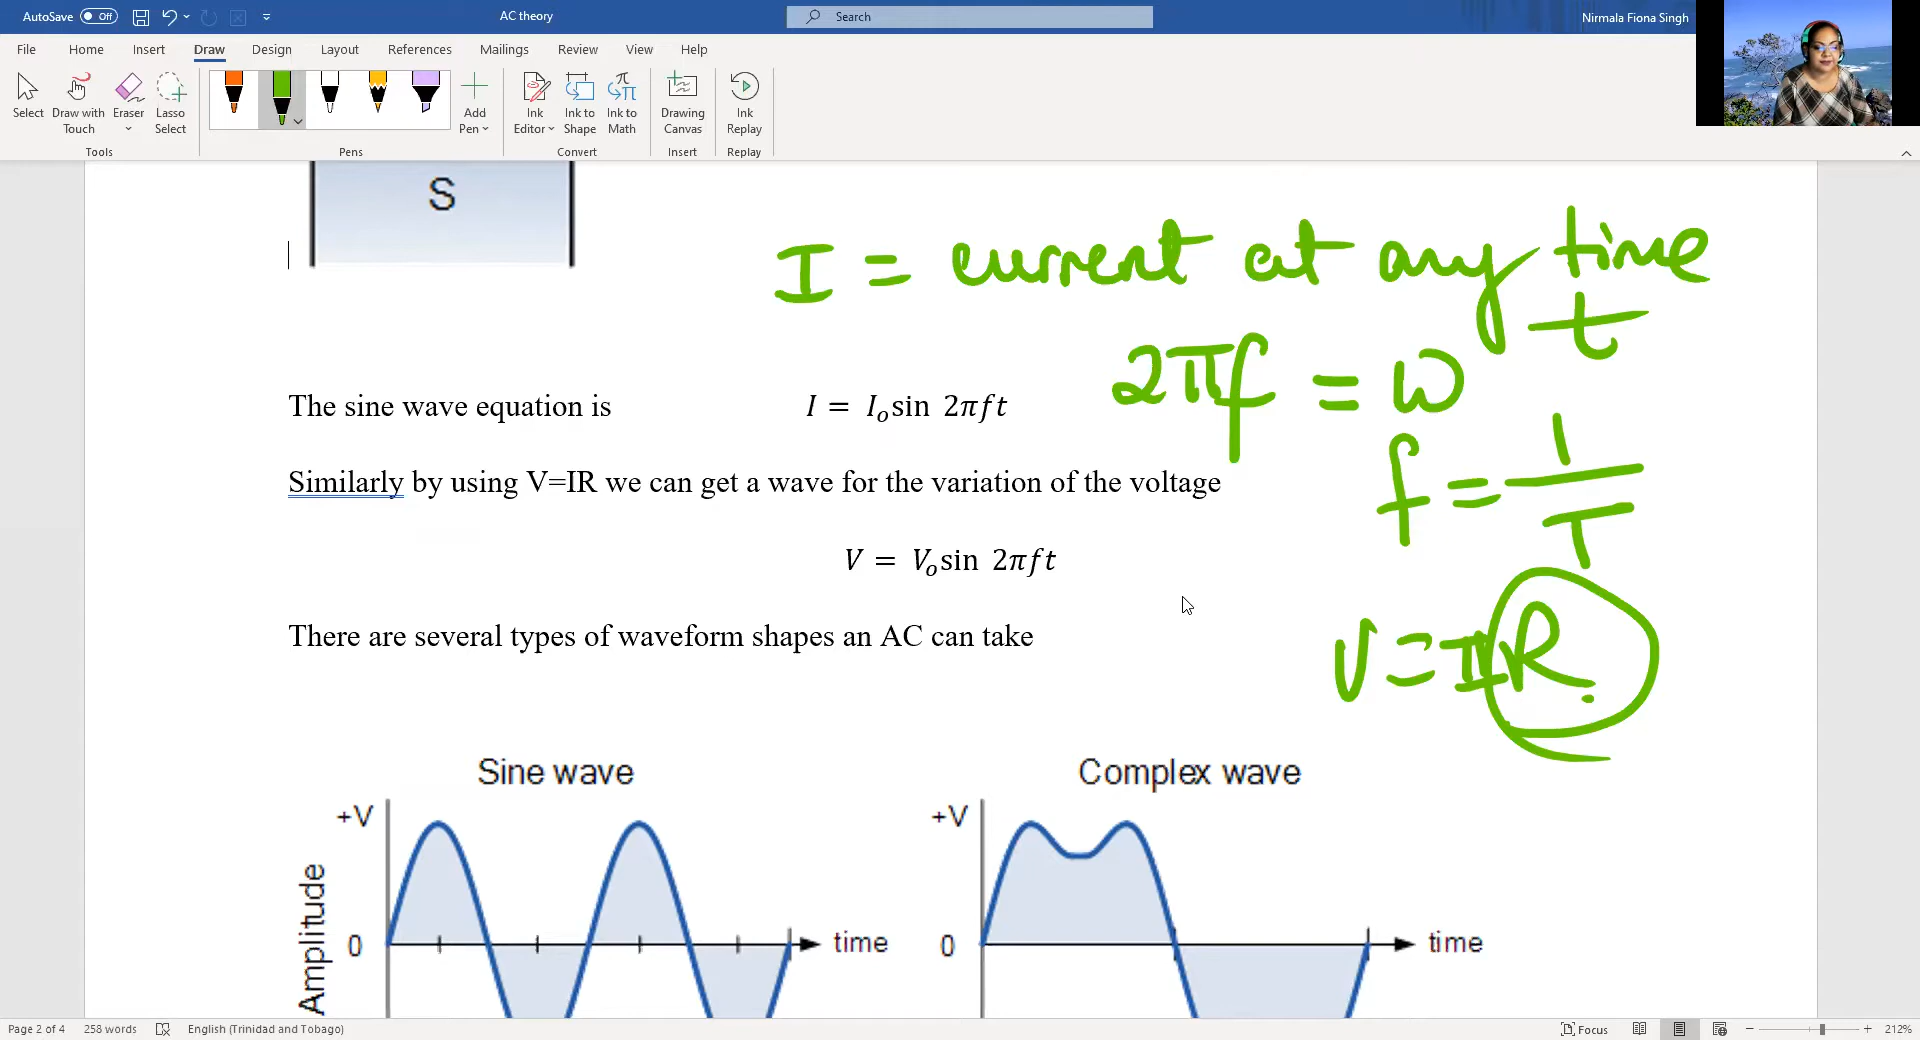 AutoSave Off
AC theory
Search
Nirmala Fiona Singh
File Home Insert Draw Design Layout References Mailings Review View Help
Select
Draw with Touch
Eraser
Lasso Select
Add Pen
Ink Editor
Ink to Shape
Ink to Math
Drawing Canvas
Ink Replay
Tools Pens Convert Insert Replay
S
I = current at any time
t
2πf = ω
The sine wave equation is I = Iₒ sin 2πft
f = 1/T
Similarly by using V=IR we can get a wave for the variation of the voltage
V = Vₒ sin 2πft
There are several types of waveform shapes an AC can take
V = IR.
Sine wave
+V
Amplitude
0
time
Complex wave
+V
0
time
Page 2 of 4 258 words English (Trinidad and Tobago) Focus 212%